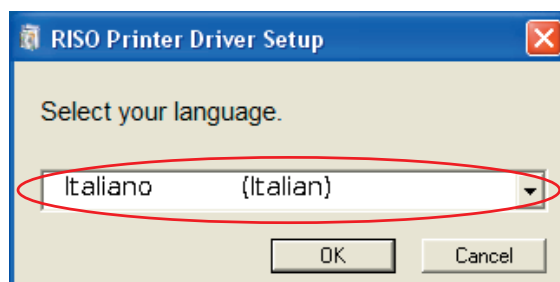 RISO Printer Driver Setup
Select your language.
Italiano (Italian)
OK Cancel